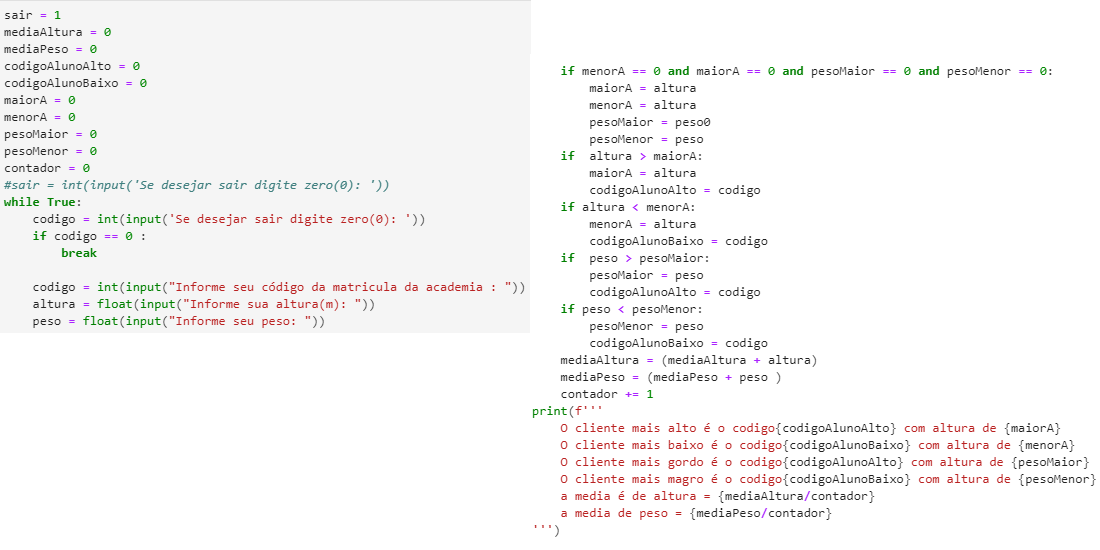 sair = 1
mediaAltura = 0
mediaPeso = 0
codigoAlunoAlto = 0
codigoAlunoBaixo = 0
maiorA = 0
menorA = 0
pesoMaior = 0
pesoMenor = 0
contador = 0
#sair = int(input('Se desejar sair digite zero(0): '))
while True:
    codigo = int(input('Se desejar sair digite zero(0): '))
    if codigo == 0 :
        break
    codigo = int(input("Informe seu código da matricula da academia : "))
    altura = float(input("Informe sua altura(m): "))
    peso = float(input("Informe seu peso: "))
    if menorA == 0 and maiorA == 0 and pesoMaior == 0 and pesoMenor == 0:
        maiorA = altura
        menorA = altura
        pesoMaior = peso0
        pesoMenor = peso
    if  altura > maiorA:
        maiorA = altura
        codigoAlunoAlto = codigo
    if altura < menorA:
        menorA = altura
        codigoAlunoBaixo = codigo
    if  peso > pesoMaior:
        pesoMaior = peso
        codigoAlunoAlto = codigo
    if peso < pesoMenor:
        pesoMenor = peso
        codigoAlunoBaixo = codigo
    mediaAltura = (mediaAltura + altura)
    mediaPeso = (mediaPeso + peso )
    contador += 1
print(f'''
    O cliente mais alto é o codigo{codigoAlunoAlto} com altura de {maiorA}
    O cliente mais baixo é o codigo{codigoAlunoBaixo} com altura de {menorA}
    O cliente mais gordo é o codigo{codigoAlunoAlto} com altura de {pesoMaior}
    O cliente mais magro é o codigo{codigoAlunoBaixo} com altura de {pesoMenor}
    a media é de altura = {mediaAltura/contador}
    a media de peso = {mediaPeso/contador}
''')